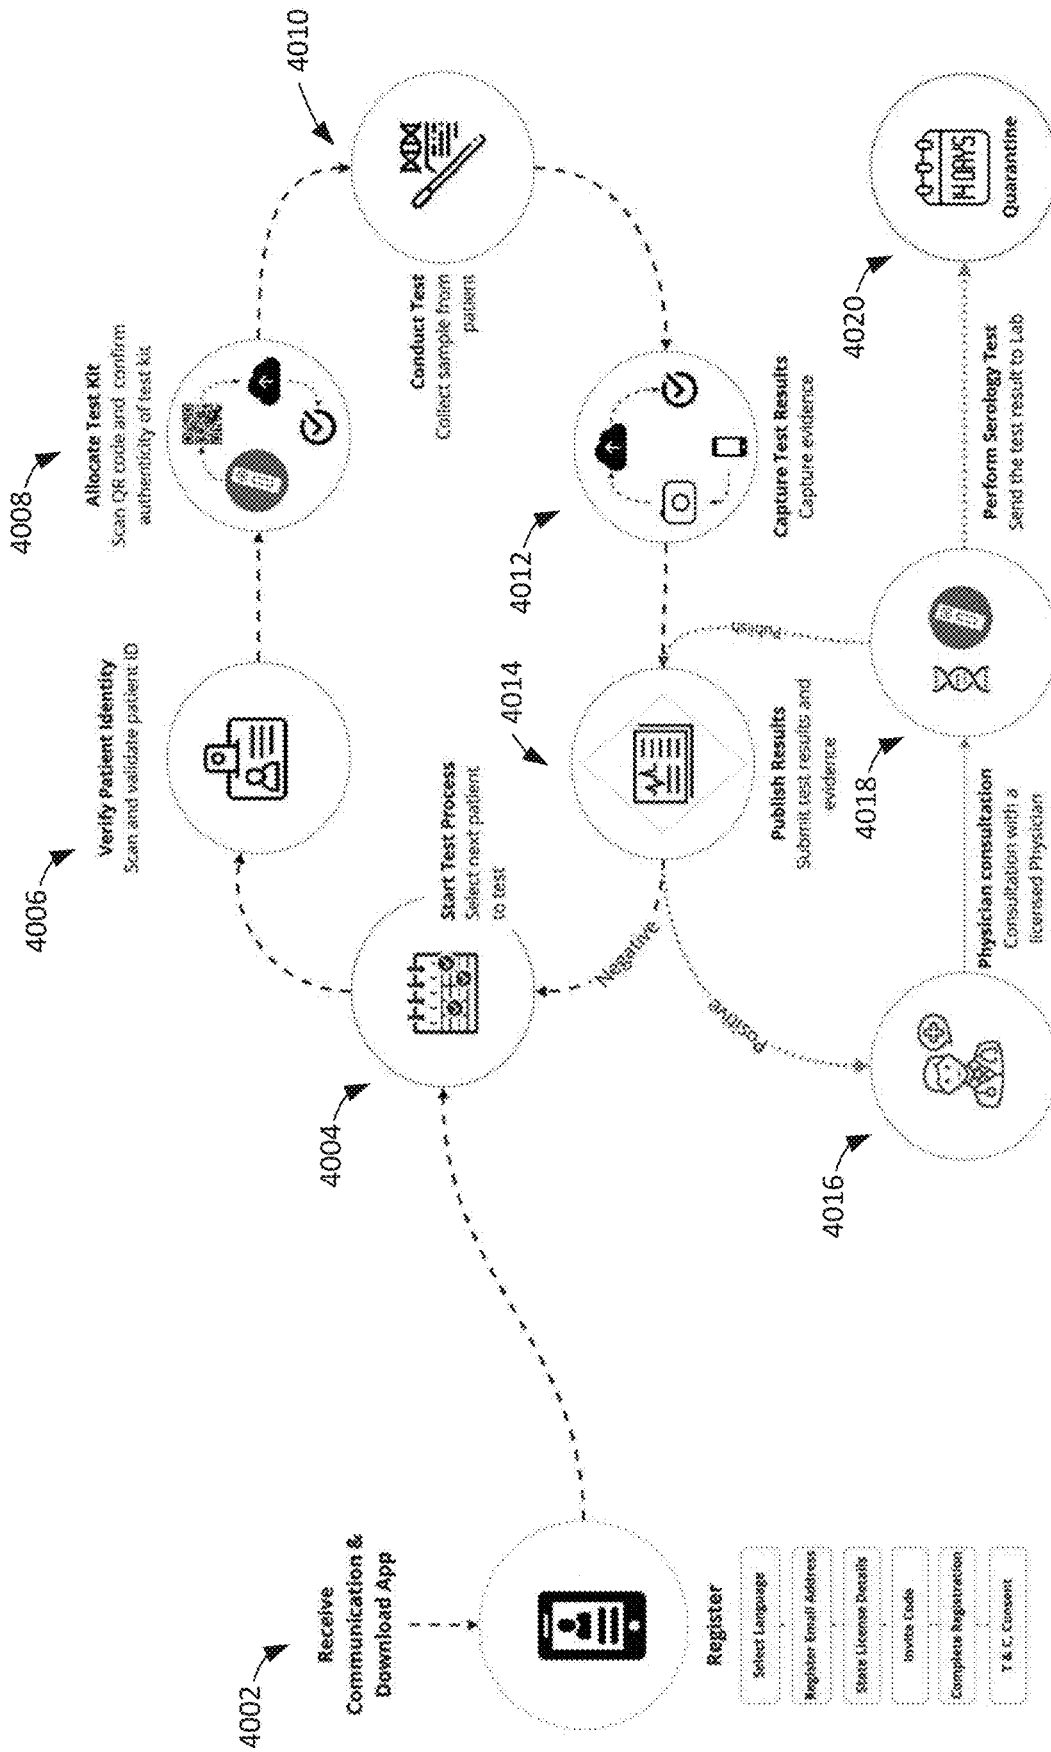 4002
Receive
Communication &
Download App
Register
Select Language
Register Email Address
State License Details
Invite Code
Complete Registration
T & C, Consent
4004
Start Test Process
Select next patient
to test
4006
Verify Patient Identity
Scan and validate patient ID
4008
Allocate Test Kit
Scan QR code and confirm
authenticity of test kit
4010
Conduct Test
Collect sample from
patient
4012
Capture Test Results
Capture evidence
4014
Publish Results
Submit test results and
evidence
Negative
Positive
Publish
4016
Physician consultation
Consultation with a
licensed Physician
4018
Perform Serology Test
Send the test result to Lab
4020
14 DAYS
Quarantine